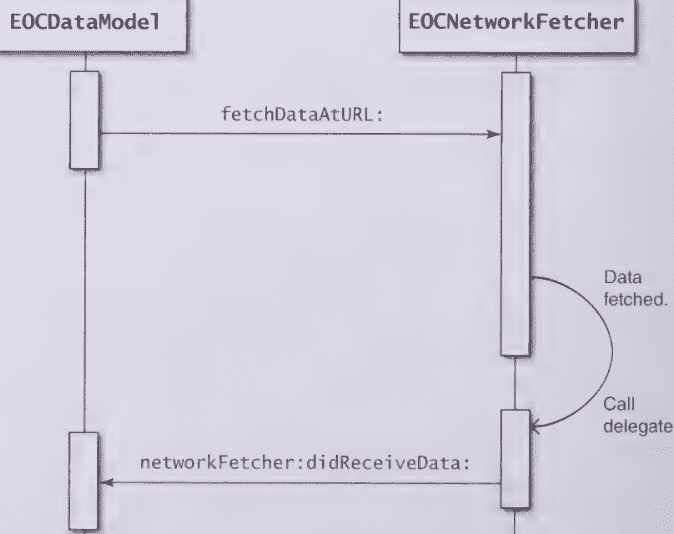 EOCDataModel
EOCNetworkFetcher
fetchDataAtURL:
Data
fetched.
Call
delegate
networkFetcher:didReceiveData: